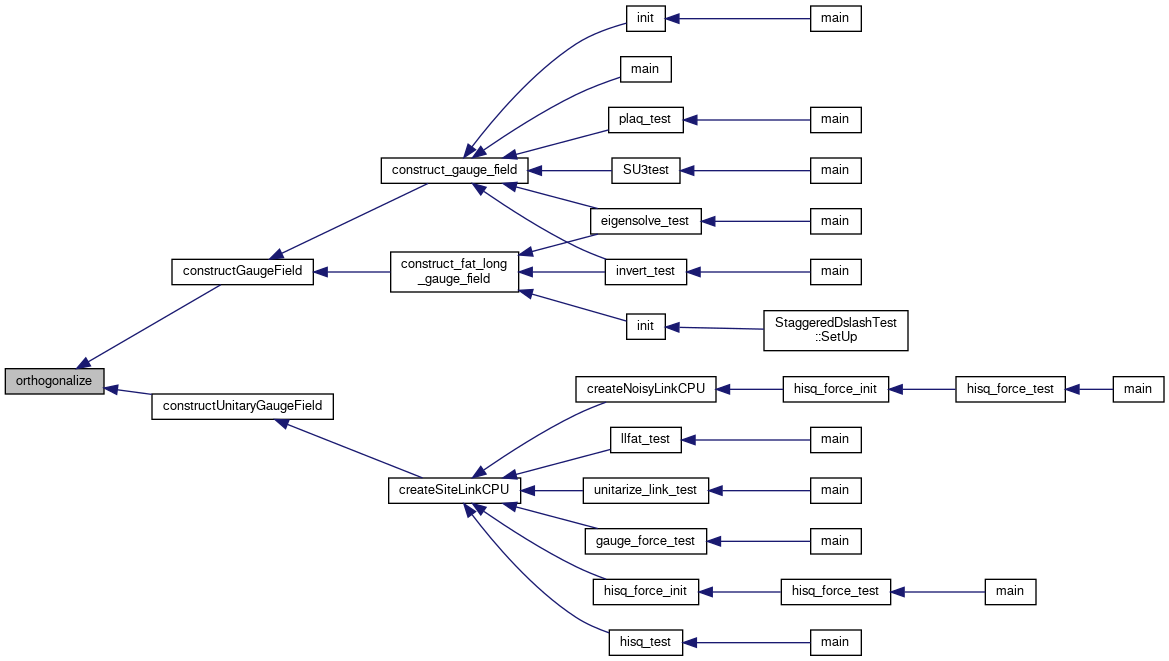 init
main
main
plaq_test
main
construct_gauge_field
SU3test
main
eigensolve_test
main
constructGaugeField
construct_fat_long
_gauge_field
invert_test
main
init
StaggeredDslashTest
::SetUp
orthogonalize
constructUnitaryGaugeField
createNoisyLinkCPU
hisq_force_init
hisq_force_test
main
llfat_test
main
createSiteLinkCPU
unitarize_link_test
main
gauge_force_test
main
hisq_force_init
hisq_force_test
main
hisq_test
main